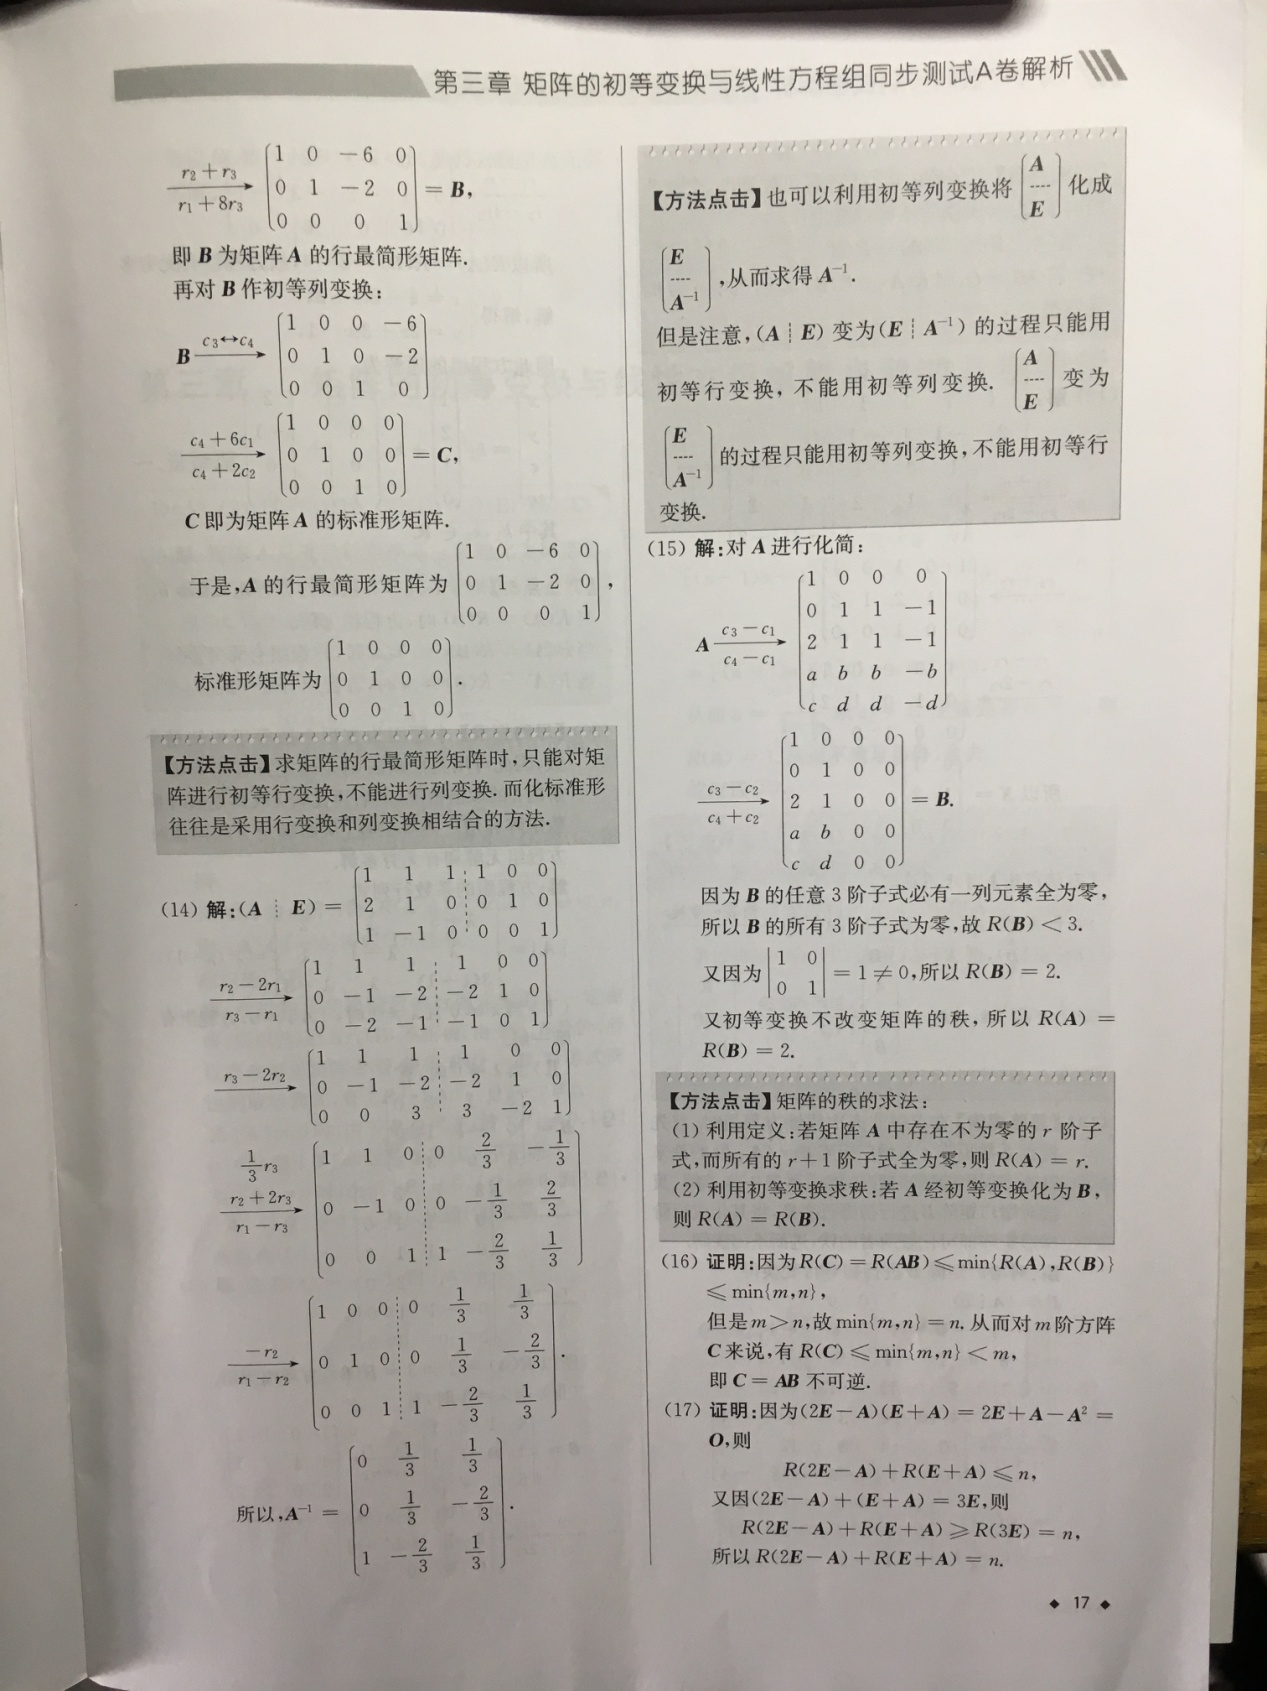 第三章 矩阵的初等变换与线性方程组同步测试A卷解析
r₂+r₃
r₁+8r₃
1 0 −6 0
0 1 −2 0 = B,
0 0 0 1
即 B 为矩阵 A 的行最简形矩阵.
再对 B 作初等列变换:
B c₃↔c₄
1 0 0 −6
0 1 0 −2
0 0 1 0
c₄+6c₁
c₄+2c₂
1 0 0 0
0 1 0 0 = C,
0 0 1 0
C 即为矩阵 A 的标准形矩阵.
1 0 −6 0
于是,A 的行最简形矩阵为 0 1 −2 0 ,
0 0 0 1
1 0 0 0
标准形矩阵为 0 1 0 0 .
0 0 1 0
【方法点击】求矩阵的行最简形矩阵时,只能对矩
阵进行初等行变换,不能进行列变换. 而化标准形
往往是采用行变换和列变换相结合的方法.
1 1 1 ┊ 1 0 0
(14) 解:(A ┊ E) = 2 1 0 ┊ 0 1 0
1 −1 0 ┊ 0 0 1
r₂−2r₁
r₃−r₁
1 1 1 ┊ 1 0 0
0 −1 −2 ┊ −2 1 0
0 −2 −1 ┊ −1 0 1
r₃−2r₂
1 1 1 ┊ 1 0 0
0 −1 −2 ┊ −2 1 0
0 0 3 ┊ 3 −2 1
1/3 r₃
r₂+2r₃
r₁−r₃
1 1 0 ┊ 0 2/3 −1/3
0 −1 0 ┊ 0 −1/3 2/3
0 0 1 ┊ 1 −2/3 1/3
−r₂
r₁−r₂
1 0 0 ┊ 0 1/3 1/3
0 1 0 ┊ 0 1/3 −2/3 .
0 0 1 ┊ 1 −2/3 1/3
0 1/3 1/3
所以,A⁻¹ = 0 1/3 −2/3 .
1 −2/3 1/3
【方法点击】也可以利用初等列变换将 (A ┄ E) 化成
(E ┄ A⁻¹) ,从而求得 A⁻¹.
但是注意,(A ┊ E) 变为(E ┊ A⁻¹) 的过程只能用
初等行变换, 不能用初等列变换. (A ┄ E) 变为
(E ┄ A⁻¹) 的过程只能用初等列变换,不能用初等行
变换.
(15) 解:对 A 进行化简:
A c₃−c₁
c₄−c₁
1 0 0 0
0 1 1 −1
2 1 1 −1
a b b −b
c d d −d
c₃−c₂
c₄+c₂
1 0 0 0
0 1 0 0
2 1 0 0 = B.
a b 0 0
c d 0 0
因为 B 的任意 3 阶子式必有一列元素全为零,
所以 B 的所有 3 阶子式为零,故 R(B) < 3.
又因为 |1 0
0 1| = 1 ≠ 0,所以 R(B) = 2.
又初等变换不改变矩阵的秩, 所以 R(A) =
R(B) = 2.
【方法点击】矩阵的秩的求法:
(1) 利用定义:若矩阵 A 中存在不为零的 r 阶子
式,而所有的 r+1 阶子式全为零,则 R(A) = r.
(2) 利用初等变换求秩:若 A 经初等变换化为 B,
则 R(A) = R(B).
(16) 证明:因为R(C) = R(AB) ⩽ min{R(A),R(B)}
⩽ min{m,n},
但是 m>n,故 min{m,n} = n. 从而对 m 阶方阵
C 来说,有 R(C) ⩽ min{m,n} < m,
即 C = AB 不可逆.
(17) 证明:因为(2E−A)(E+A) = 2E+A−A² =
O,则
R(2E−A)+R(E+A) ⩽ n,
又因(2E−A)+(E+A) = 3E,则
R(2E−A)+R(E+A) ⩾ R(3E) = n,
所以 R(2E−A)+R(E+A) = n.
◆ 17 ◆